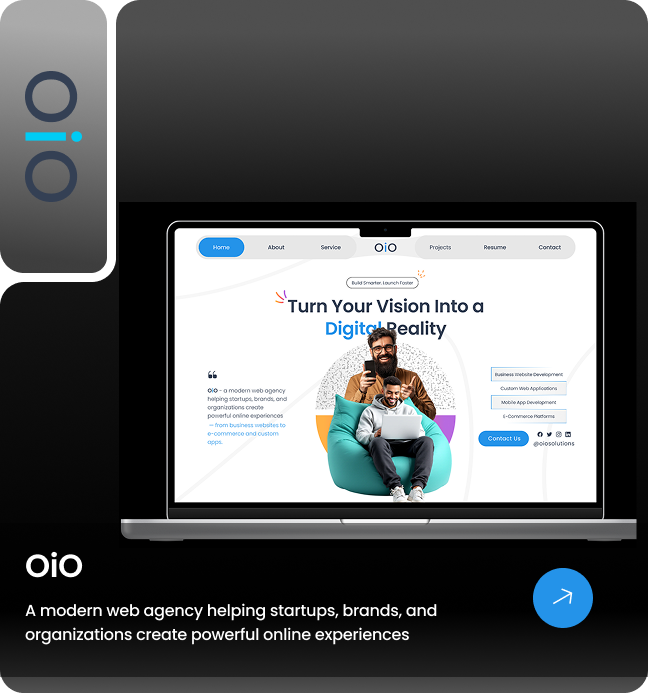 OiO
Home
About
Service
OiO
Projects
Resume
Contact
Build Smarter. Launch Faster
Turn Your Vision Into a
Digital Reality
OiO - a modern web agency
helping startups, brands, and
organizations create
powerful online experiences
— from business websites to
e-commerce and custom
apps.
Business Website Development
Custom Web Applications
Mobile App Development
E-Commerce Platforms
Contact Us
@oiosolutions
OiO
A modern web agency helping startups, brands, and
organizations create powerful online experiences